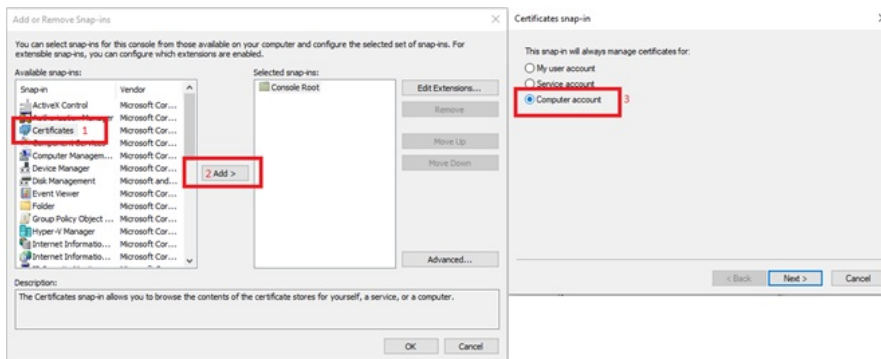 Add or Remove Snap-ins
You can select snap-ins for this console from those available on your computer and configure the selected set of snap-ins. For
extensible snap-ins, you can configure which extensions are enabled.
Available snap-ins:
Snap-in Vendor
ActiveX Control Microsoft Cor...
Authorization Manager Microsoft Cor...
Certificates 1 Microsoft Cor...
Component Services Microsoft Cor...
Computer Managem... Microsoft Cor...
Device Manager Microsoft Cor...
Disk Management Microsoft and...
Event Viewer Microsoft Cor...
Folder Microsoft Cor...
Group Policy Object ... Microsoft Cor...
Hyper-V Manager Microsoft Cor...
Internet Informatio... Microsoft Cor...
Internet Informatio... Microsoft Cor...
2 Add >
Selected snap-ins:
Console Root
Edit Extensions...
Remove
Move Up
Move Down
Advanced...
Description:
The Certificates snap-in allows you to browse the contents of the certificate stores for yourself, a service, or a computer.
OK Cancel
Certificates snap-in
This snap-in will always manage certificates for:
My user account
Service account
Computer account 3
< Back Next > Cancel